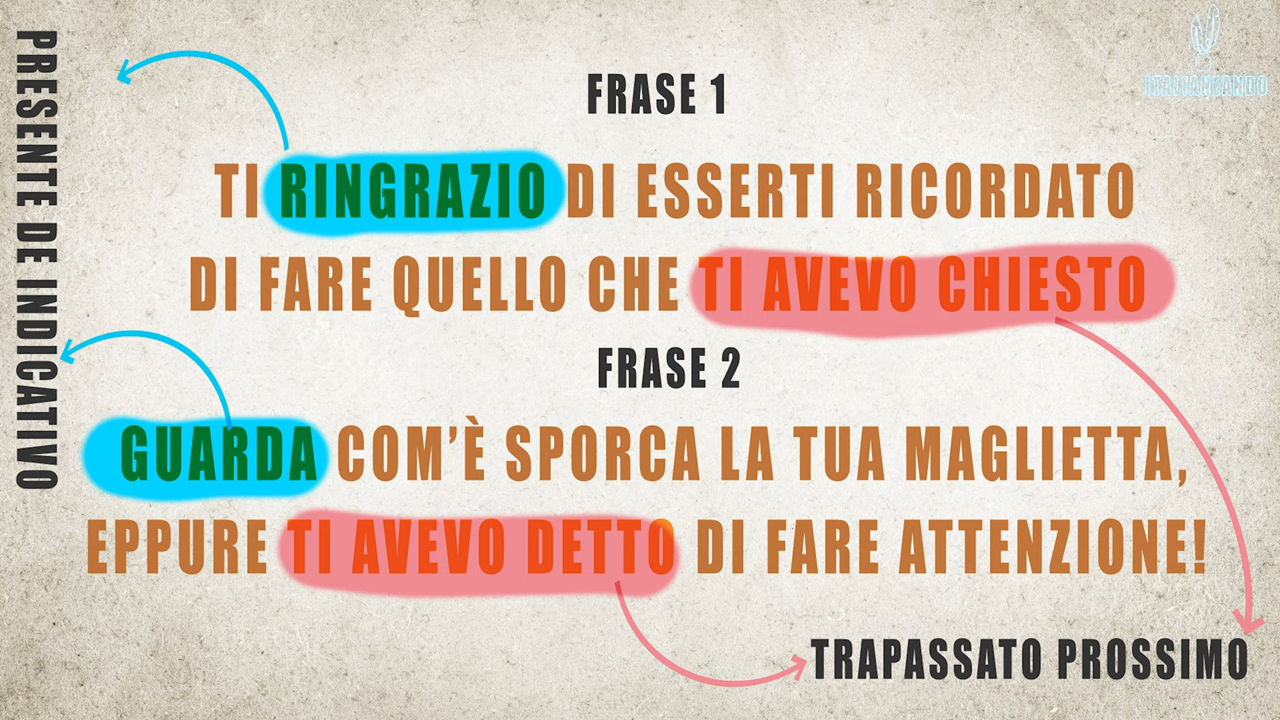 PRESENTE DE INDICATIVO
ITALIANEANDO
FRASE 1
TI RINGRAZIO DI ESSERTI RICORDATO
DI FARE QUELLO CHE TI AVEVO CHIESTO
FRASE 2
GUARDA COM'È SPORCA LA TUA MAGLIETTA,
EPPURE TI AVEVO DETTO DI FARE ATTENZIONE!
TRAPASSATO PROSSIMO